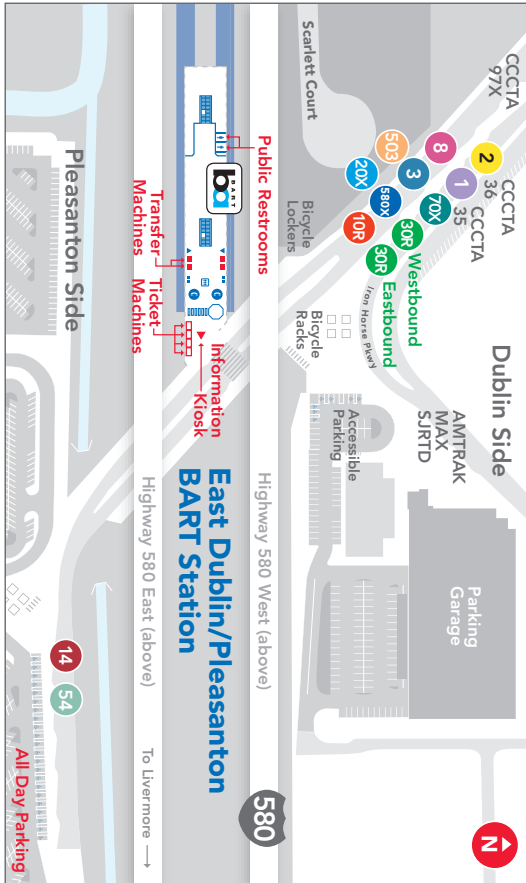 CCCTA
97X
CCCTA
36
2
CCCTA
35
1
8
70X
3
503
580X
20X
10R
30R Westbound
30R Eastbound
Iron Horse Pkwy
Scarlett Court
Bicycle
Lockers
Bicycle
Racks
Dublin Side
AMTRAK
MAX
SJRTD
Accessible
Parking
Parking
Garage
N
Highway 580 West (above)
580
Public Restrooms
BART
ba
Transfer
Machines
Ticket
Machines
Information
Kiosk
East Dublin/Pleasanton
BART Station
Highway 580 East (above)
To Livermore
Pleasanton Side
14
54
All Day Parking